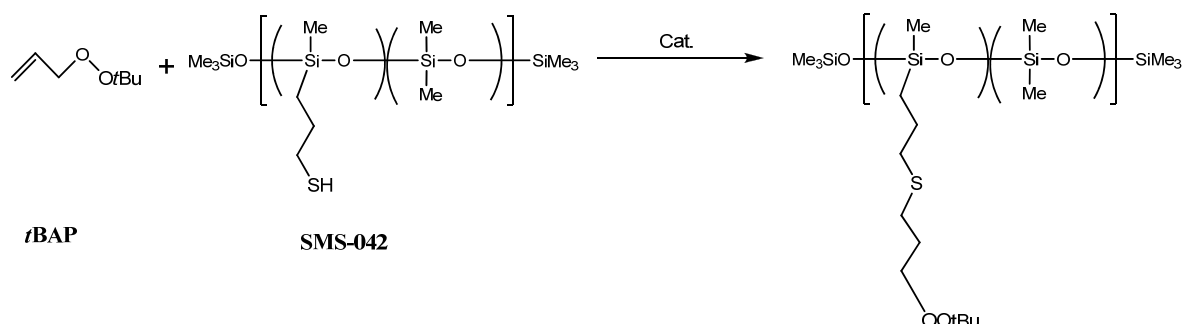 O
OtBu
+
Me3SiO
Me
Si
O
Me
Si
O
Me
SiMe3
SH
Cat.
Me3SiO
Me
Si
O
Me
Si
O
Me
SiMe3
S
OOtBu
tBAP
SMS-042